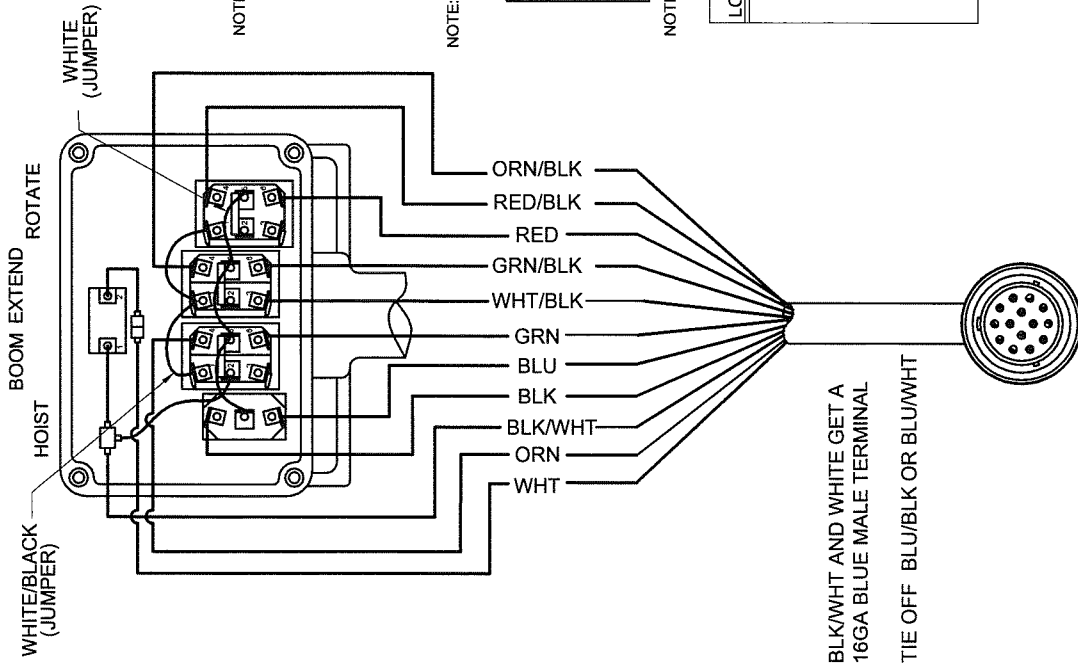 WHITE
(JUMPER)
NOTE
NOTE:
NOTE
LO
ROTATE
BOOM EXTEND
HOIST
WHITE/BLACK
(JUMPER)
ORN/BLK
RED/BLK
RED
GRN/BLK
WHT/BLK
GRN
BLU
BLK
BLK/WHT
ORN
WHT
BLK/WHT AND WHITE GET A
16GA BLUE MALE TERMINAL
TIE OFF BLU/BLK OR BLU/WHT